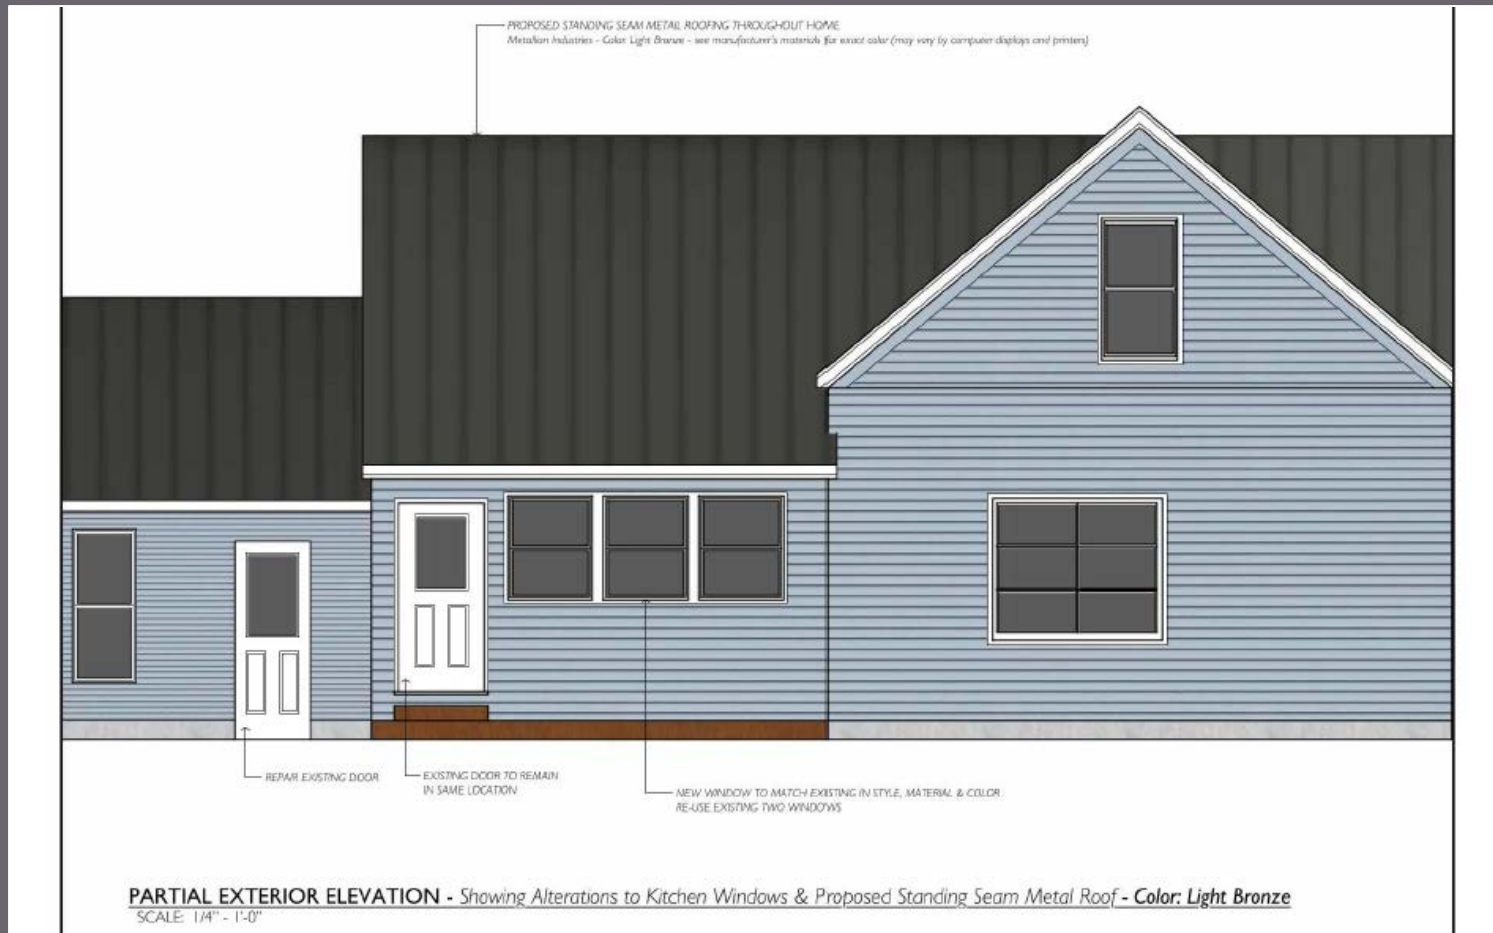 PROPOSED STANDING SEAM METAL ROOFING THROUGHOUT HOME
Metallion Industries - Color: Light Bronze - see manufacturer's materials for exact color (may vary by computer displays and printers)
REPAIR EXISTING DOOR
EXISTING DOOR TO REMAIN
IN SAME LOCATION
NEW WINDOW TO MATCH EXISTING IN STYLE, MATERIAL & COLOR
RE-USE EXISTING TWO WINDOWS
PARTIAL EXTERIOR ELEVATION - Showing Alterations to Kitchen Windows & Proposed Standing Seam Metal Roof - Color: Light Bronze
SCALE: 1/4" - 1'-0"